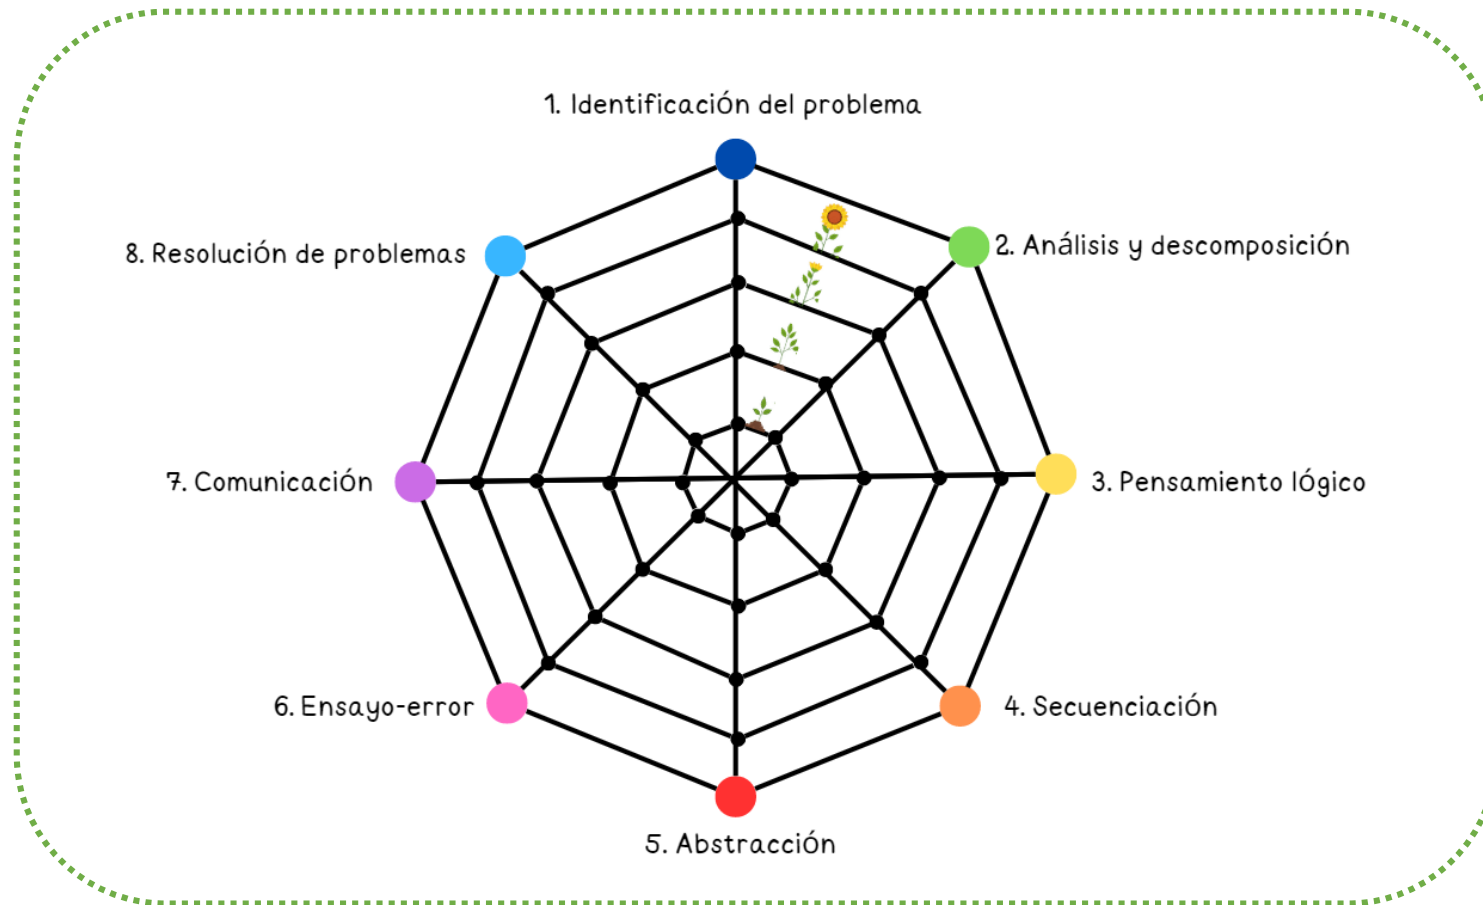 1. Identificación del problema
2. Análisis y descomposición
3. Pensamiento lógico
4. Secuenciación
5. Abstracción
6. Ensayo-error
7. Comunicación
8. Resolución de problemas